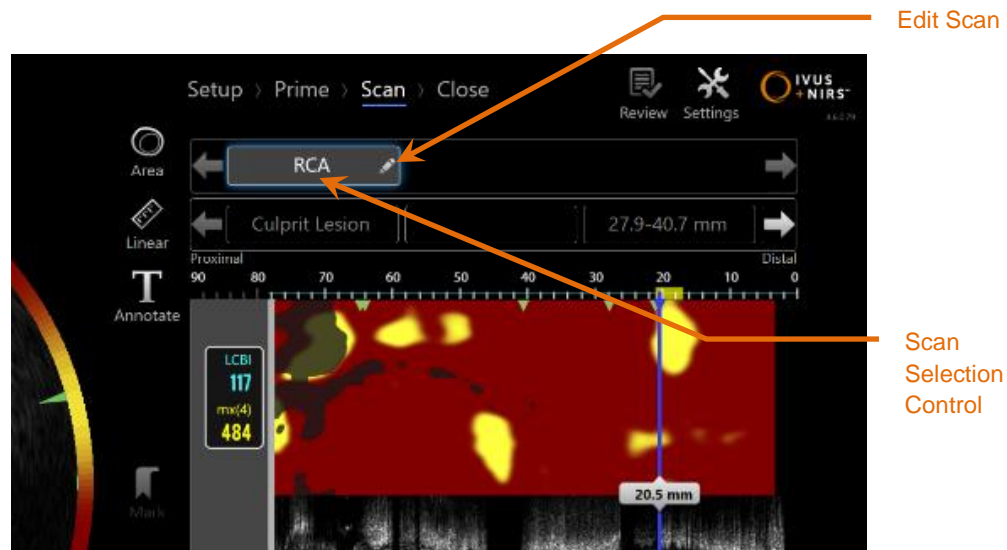 Edit Scan
Setup > Prime > Scan > Close
Review
Settings
IVUS
+NIRS™
Area
RCA
Linear
Culprit Lesion
27.9-40.7 mm
Proximal
Distal
90 80 70 60 50 40 30 20 10 0
T
Annotate
LCBI
117
mx(4)
484
Scan
Selection
Control
20.5 mm
Mark